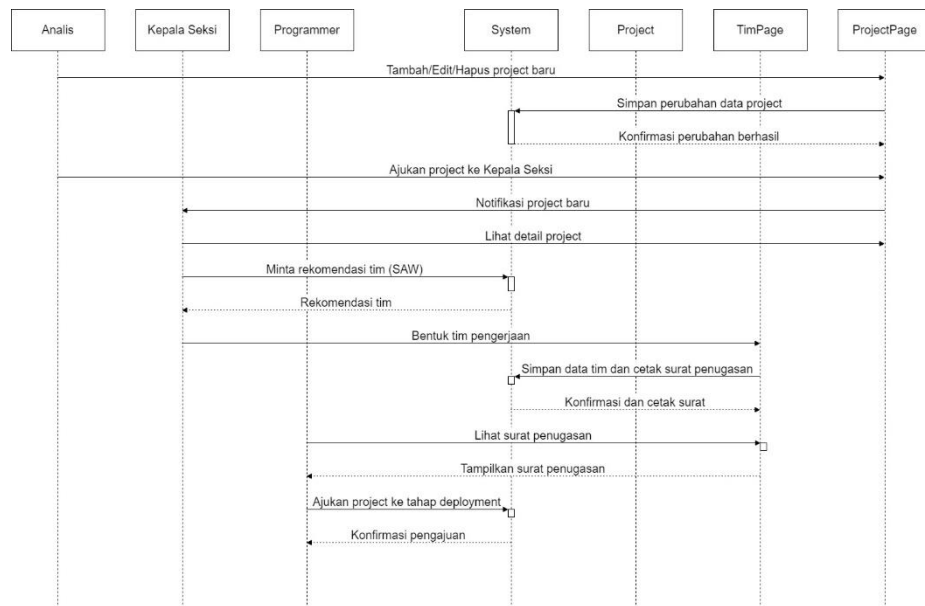 Analis
Kepala Seksi
Programmer
System
Project
TimPage
ProjectPage
Tambah/Edit/Hapus project baru
Simpan perubahan data project
Konfirmasi perubahan berhasil
Ajukan project ke Kepala Seksi
Notifikasi project baru
Lihat detail project
Minta rekomendasi tim (SAW)
Rekomendasi tim
Bentuk tim pengerjaan
Simpan data tim dan cetak surat penugasan
Konfirmasi dan cetak surat
Lihat surat penugasan
Tampilkan surat penugasan
Ajukan project ke tahap deployment
Konfirmasi pengajuan